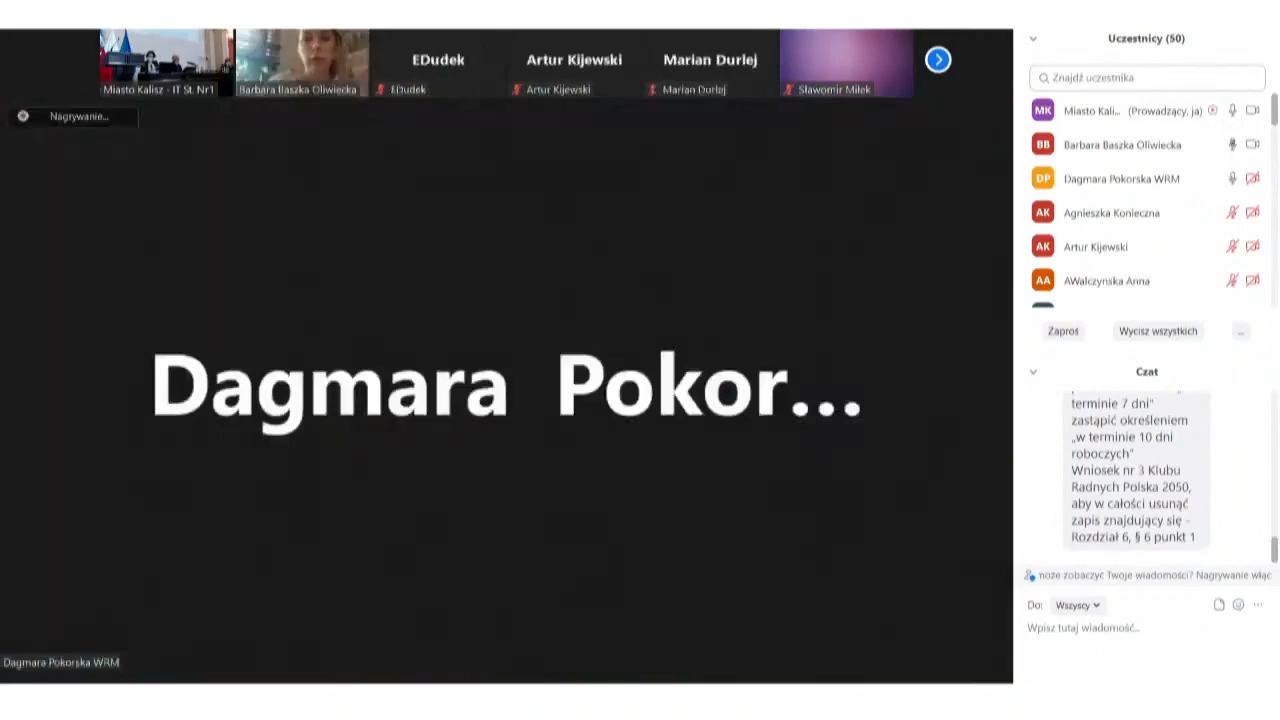 EDudek
Artur Kijewski
Marian Durlej
Miasto Kalisz - IT St. Nr1
Barbara Baszka Oliwiecka
EDudek
Artur Kijewski
Marian Durlej
Sławomir Miłek
Nagrywanie...
Dagmara Pokor...
Dagmara Pokorska WRM
Uczestnicy (50)
Znajdź uczestnika
MK Miasto Kali... (Prowadzący, ja)
BB Barbara Baszka Oliwiecka
DP Dagmara Pokorska WRM
AK Agnieszka Konieczna
AK Artur Kijewski
AA AWalczynska Anna
Zaproś Wycisz wszystkich ...
Czat
terminie 7 dni"
zastąpić określeniem
„w terminie 10 dni
roboczych"
Wniosek nr 3 Klubu
Radnych Polska 2050,
aby w całości usunąć
zapis znajdujący się -
Rozdział 6, § 6 punkt 1
może zobaczyć Twoje wiadomości? Nagrywanie włąc
Do: Wszyscy
Wpisz tutaj wiadomość...